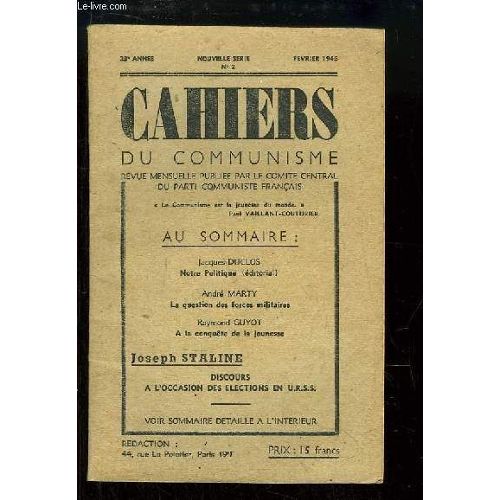 Le-livre.com
23e ANNEE NOUVELLE SERIE FEVRIER 1946
N° 2
CAHIERS
DU COMMUNISME
REVUE MENSUELLE PUBLIEE PAR LE COMITE CENTRAL
DU PARTI COMMUNISTE FRANÇAIS
« Le Communisme est la jeunesse du monde. »
Paul VAILLANT-COUTURIER
AU SOMMAIRE :
Jacques DUCLOS
Notre Politique (éditorial)
André MARTY
La question des forces militaires
Raymond GUYOT
A la conquête de la jeunesse
Joseph STALINE
DISCOURS
A L'OCCASION DES ELECTIONS EN U.R.S.S.
VOIR SOMMAIRE DETAILLE A L'INTERIEUR
REDACTION :
44, rue Le Peletier, Paris
PRIX : 15 francs